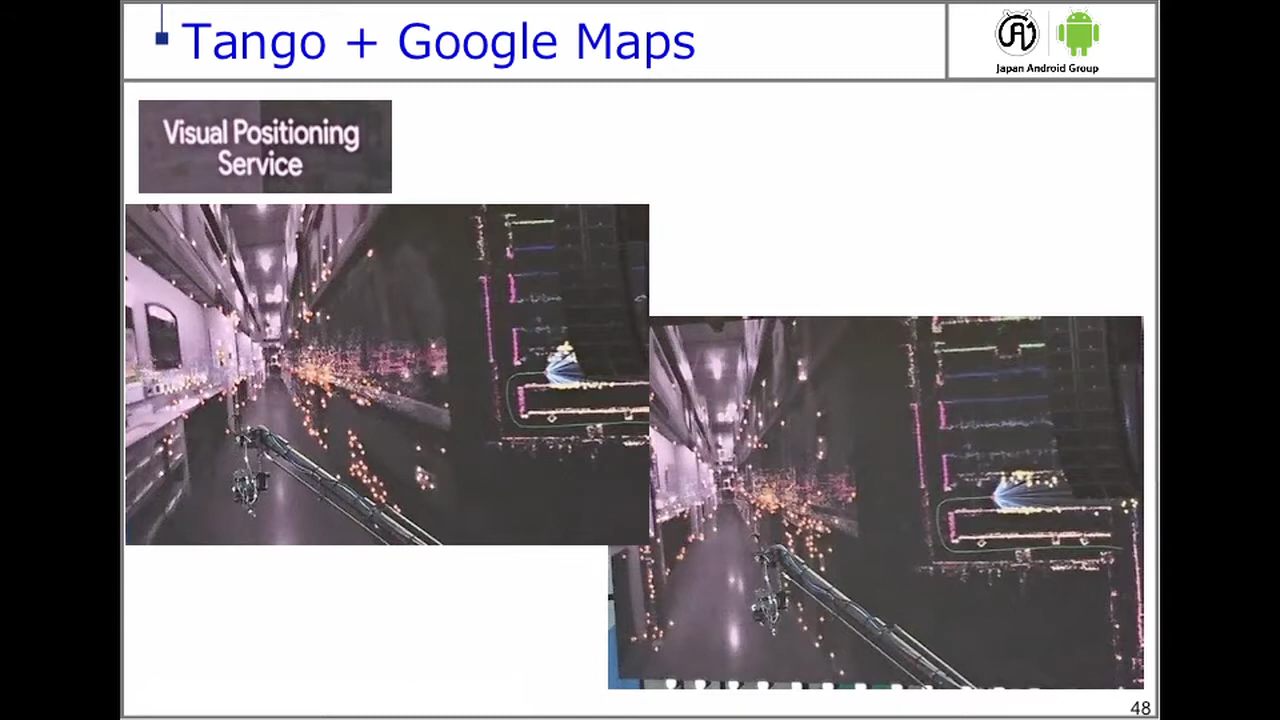 Tango + Google Maps
Japan Android Group
Visual Positioning
Service
48